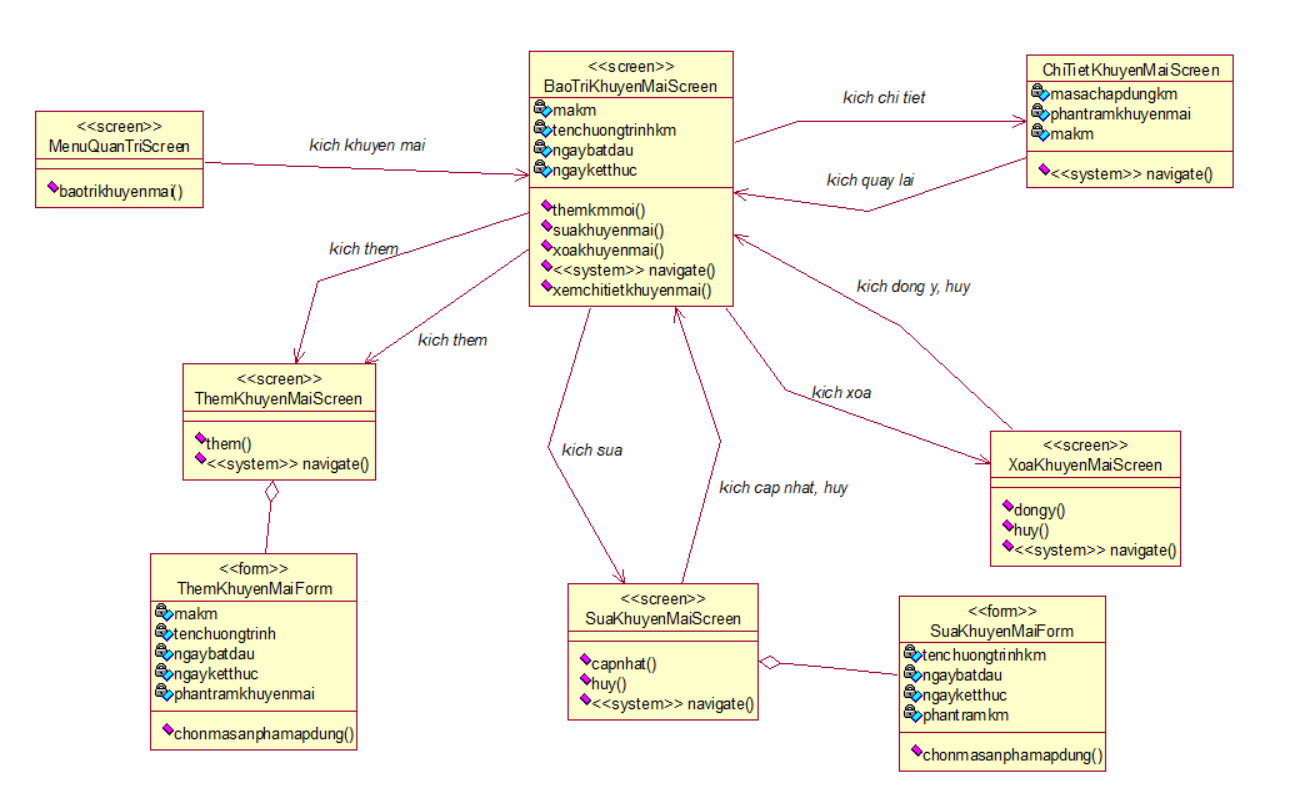 <<screen>>
MenuQuanTriScreen
baotrikhuyenmai()
kich khuyen mai
<<screen>>
BaoTriKhuyenMaiScreen
makm
tenchuongtrinhkm
ngaybatdau
ngayketthuc
themkmmoi()
suakhuyenmai()
xoakhuyenmai()
<<system>> navigate()
xemchitietkhuyenmai()
kich chi tiet
ChiTietKhuyenMaiScreen
masachapdungkm
phantramkhuyenmai
makm
<<system>> navigate()
kich quay lai
kich them
kich them
kich dong y, huy
kich xoa
kich sua
kich cap nhat, huy
<<screen>>
ThemKhuyenMaiScreen
them()
<<system>> navigate()
<<screen>>
XoaKhuyenMaiScreen
dongy()
huy()
<<system>> navigate()
<<form>>
ThemKhuyenMaiForm
makm
tenchuongtrinh
ngaybatdau
ngayketthuc
phantramkhuyenmai
chonmasanphamapdung()
<<screen>>
SuaKhuyenMaiScreen
capnhat()
huy()
<<system>> navigate()
<<form>>
SuaKhuyenMaiForm
tenchuongtrinhkm
ngaybatdau
ngayketthuc
phantramkm
chonmasanphamapdung()